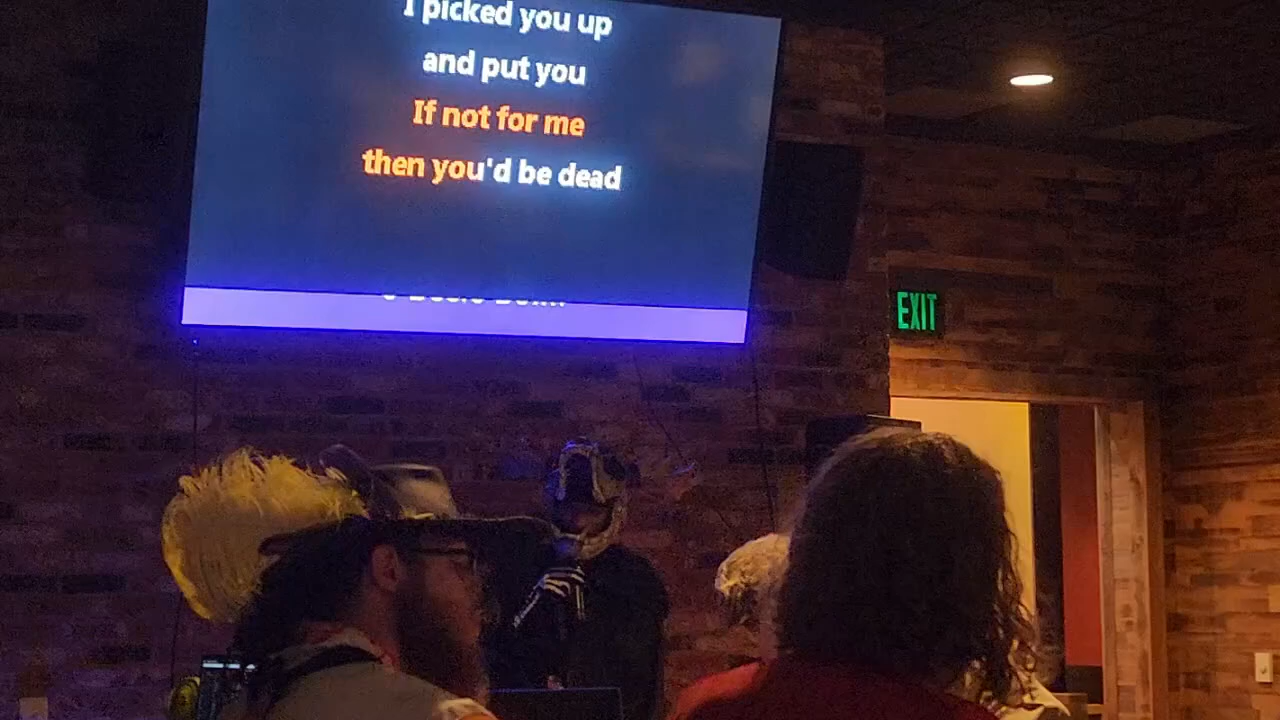 I picked you up
and put you
If not for me
then you'd be dead
EXIT